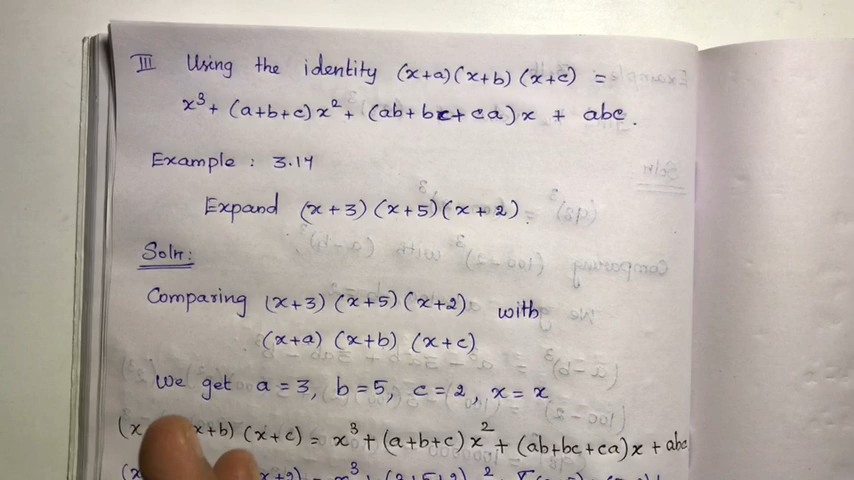 III Using the identity (x+a)(x+b)(x+c) =
x³ + (a+b+c)x² + (ab+bc+ca)x + abc.
Example : 3.14
Expand (x+3)(x+5)(x+2).
Soln:
Comparing (x+3)(x+5)(x+2) with
(x+a)(x+b)(x+c)
We get a=3, b=5, c=2, x=x
(x x+b)(x+c) = x³+(a+b+c)x²+(ab+bc+ca)x+abc